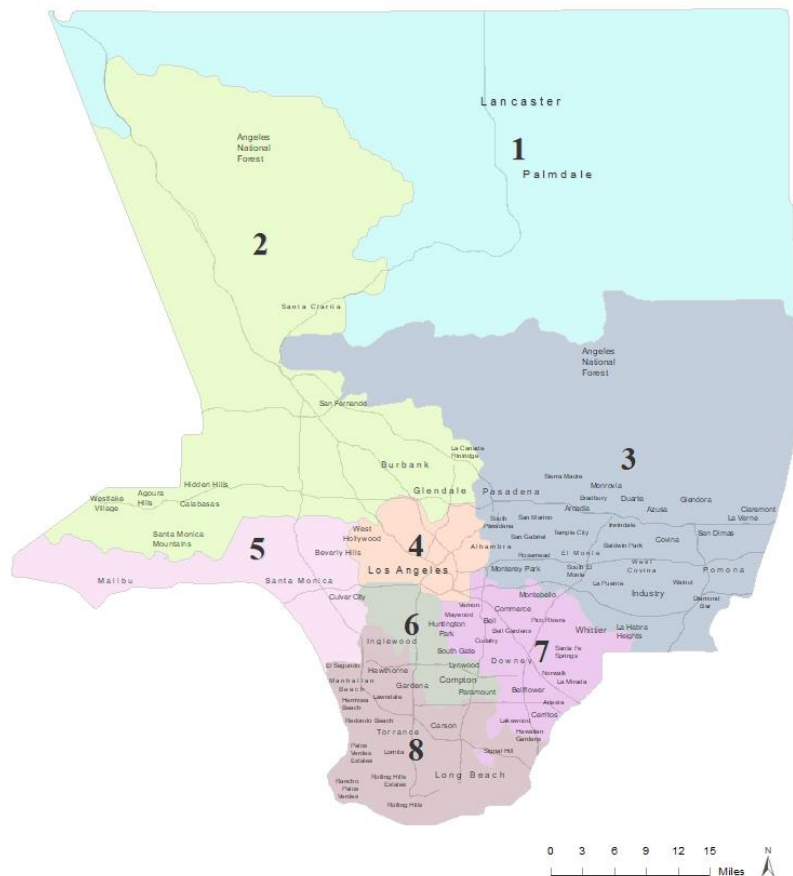 Lancaster
1
Palmdale
Angeles
National
Forest
2
Santa Clarita
Angeles
National
Forest
San Fernando
La Canada
Flintridge
Burbank
Glendale
Pasadena
3
Sierra Madre
Monrovia
Bradbury
Duarte
Glendora
Arcadia
Azusa
Claremont
La Verne
Westlake
Village
Agoura
Hills
Hidden Hills
Calabasas
Santa Monica
Mountains
South
Pasadena
San Marino
Irwindale
San Gabriel
Temple City
Baldwin Park
Covina
San Dimas
West
Hollywood
4
Alhambra
Rosemead
El Monte
West
Covina
Pomona
5
Beverly Hills
Los Angeles
Monterey Park
South El
Monte
La Puente
Walnut
Industry
Diamond
Bar
Malibu
Santa Monica
Culver City
Montebello
Vernon
Commerce
Maywood
Bell
Pico Rivera
6
Huntington
Park
Bell Gardens
Cudahy
Whittier
La Habra
Heights
Inglewood
South Gate
7
Santa Fe
Springs
Downey
El Segundo
Hawthorne
Lynwood
Norwalk
La Mirada
Manhattan
Beach
Gardena
Compton
Paramount
Bellflower
Hermosa
Beach
Lawndale
Artesia
Cerritos
Redondo Beach
Carson
Lakewood
Hawaiian
Gardens
Torrance
Palos
Verdes
Estates
Lomita
8
Signal Hill
Long Beach
Rancho
Palos
Verdes
Rolling Hills
Estates
Rolling Hills
0 3 6 9 12 15
Miles
N